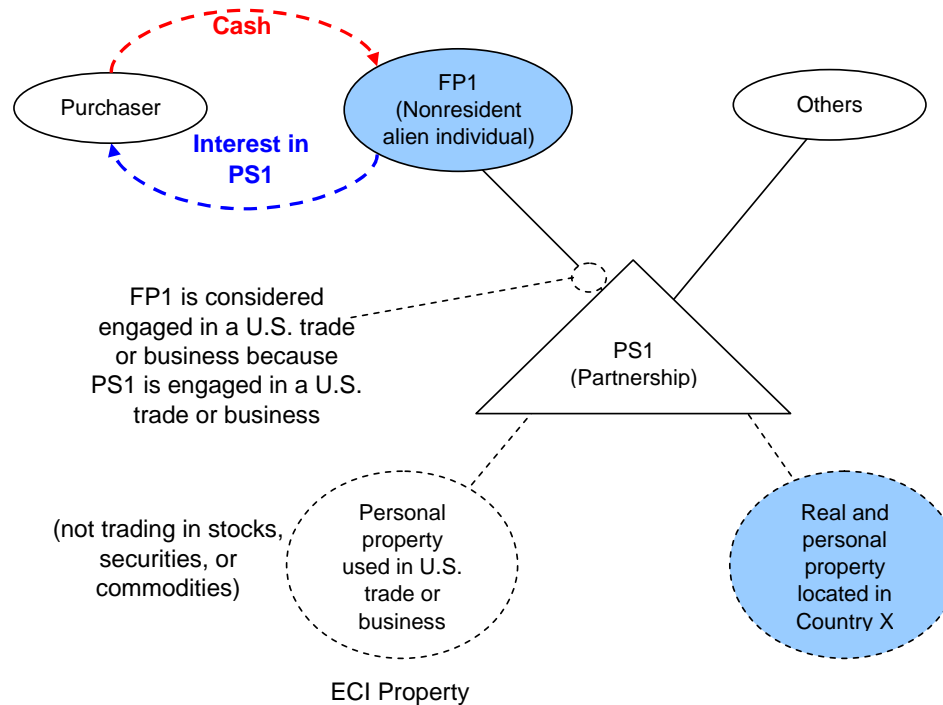 Cash
Purchaser
FP1
(Nonresident
alien individual)
Others
Interest in
PS1
FP1 is considered
engaged in a U.S. trade
or business because
PS1 is engaged in a U.S.
trade or business
PS1
(Partnership)
(not trading in stocks,
securities, or
commodities)
Personal
property
used in U.S.
trade or
business
Real and
personal
property
located in
Country X
ECI Property